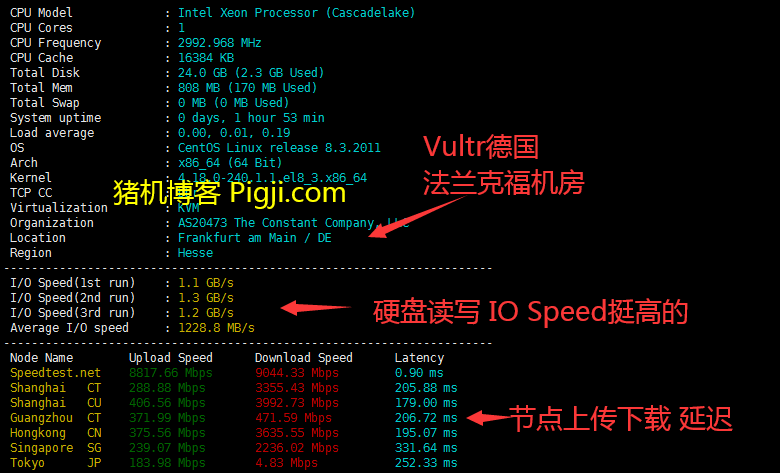 CPU Model : Intel Xeon Processor (Cascadelake)
CPU Cores : 1
CPU Frequency : 2992.968 MHz
CPU Cache : 16384 KB
Total Disk : 24.0 GB (2.3 GB Used)
Total Mem : 808 MB (170 MB Used)
Total Swap : 0 MB (0 MB Used)
System uptime : 0 days, 1 hour 53 min
Load average : 0.00, 0.01, 0.19
OS : CentOS Linux release 8.3.2011
Arch : x86_64 (64 Bit)
Kernel : 4.18.0-240.1.1.el8_3.x86_64
TCP CC :
Virtualization : KVM
Organization : AS20473 The Constant Company, LLC
Location : Frankfurt am Main / DE
Region : Hesse
Vultr德国
法兰克福机房
猪机博客 Pigji.com
I/O Speed(1st run) : 1.1 GB/s
I/O Speed(2nd run) : 1.3 GB/s
I/O Speed(3rd run) : 1.2 GB/s
Average I/O speed : 1228.8 MB/s
硬盘读写 IO Speed挺高的
Node Name Upload Speed Download Speed Latency
Speedtest.net 8817.66 Mbps 9044.33 Mbps 0.90 ms
Shanghai CT 288.88 Mbps 3355.43 Mbps 205.88 ms
Shanghai CU 406.56 Mbps 3992.73 Mbps 179.00 ms
Guangzhou CT 371.99 Mbps 471.59 Mbps 206.72 ms
Hongkong CN 375.56 Mbps 3635.55 Mbps 195.07 ms
Singapore SG 239.07 Mbps 2236.02 Mbps 331.64 ms
Tokyo JP 183.98 Mbps 4.83 Mbps 252.33 ms
节点上传下载 延迟